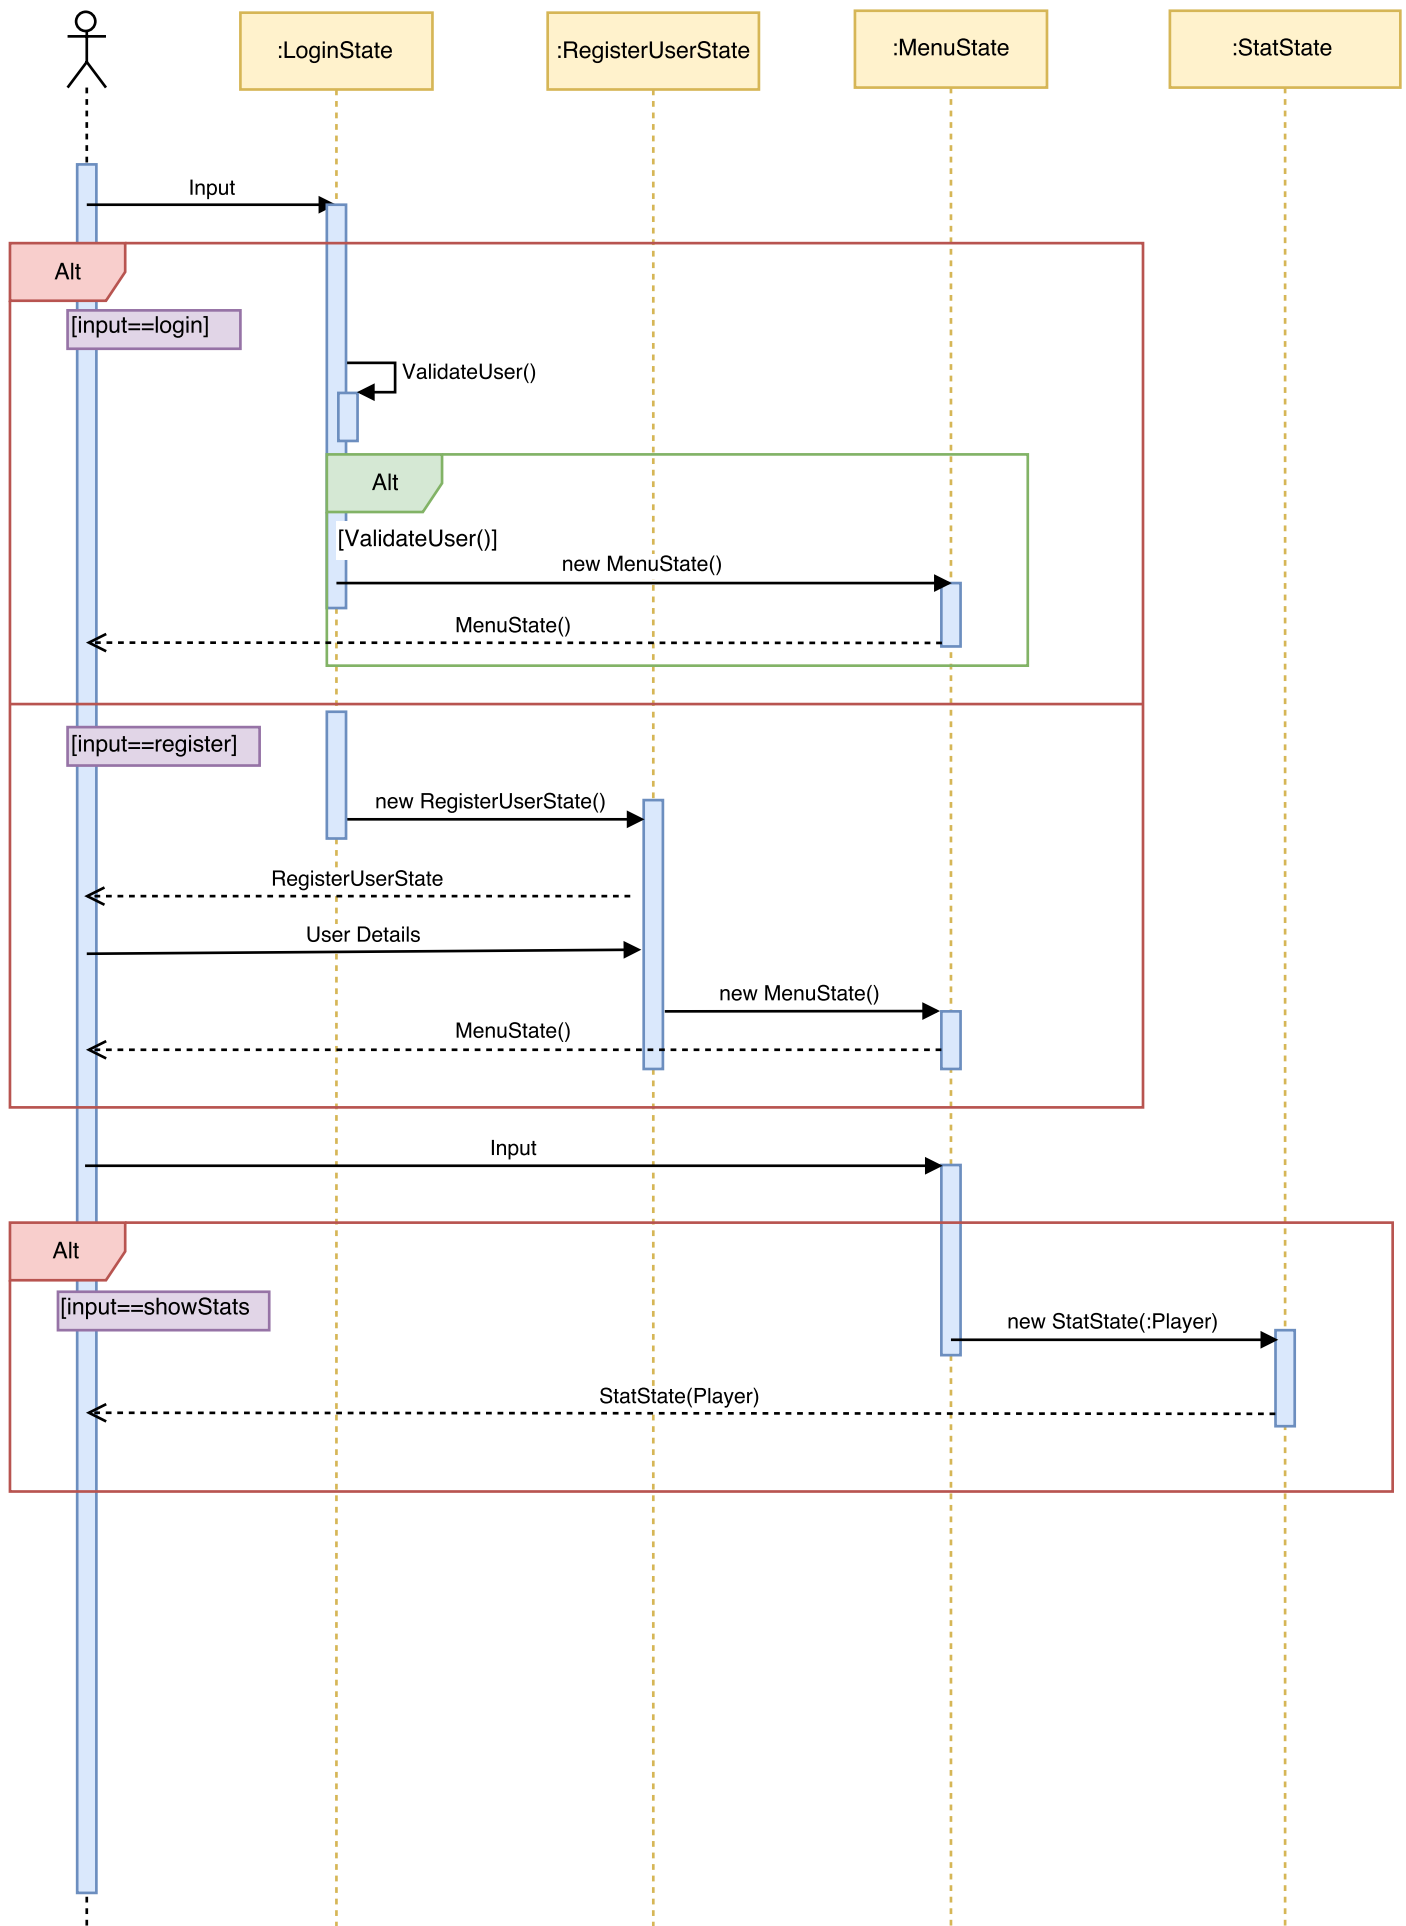 :LoginState
:RegisterUserState
:MenuState
:StatState
Input
Alt
[input==login]
ValidateUser()
Alt
[ValidateUser()]
new MenuState()
MenuState()
[input==register]
new RegisterUserState()
RegisterUserState
User Details
new MenuState()
MenuState()
Input
Alt
[input==showStats
new StatState(:Player)
StatState(Player)